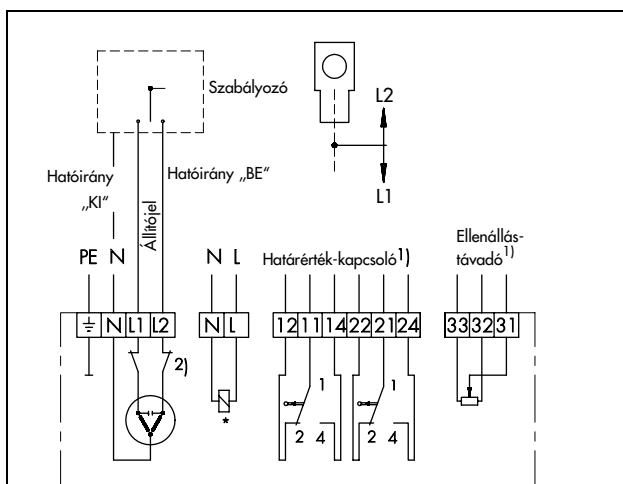 Szabályozó
L2
L1
Hatóirány
„KI“
Hatóirány „BE“
Állítójel
PE N
N L
Határérték-kapcsoló1)
Ellenállás-
távadó1)
N L1 L2
N L
12 11 14 22 21 24
33 32 31
2)
*
1
2 4
1
2 4